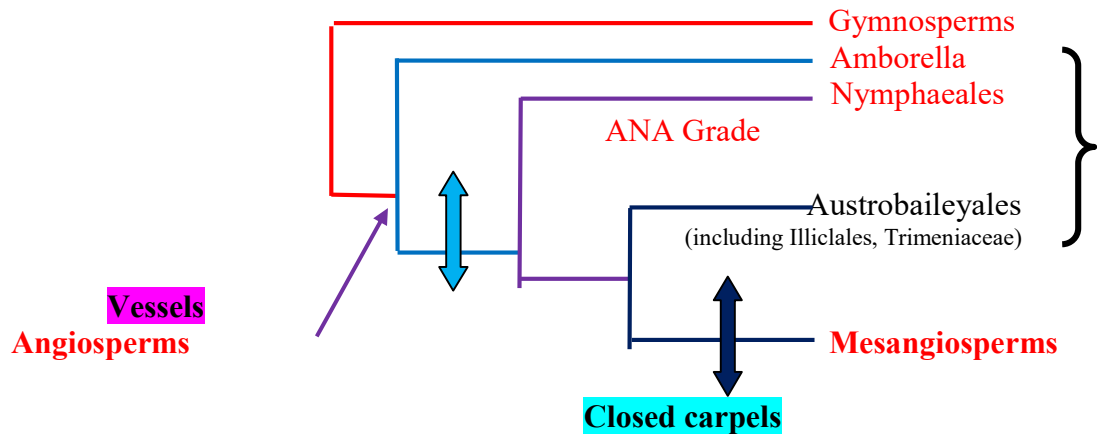 Gymnosperms
Amborella
Nymphaeales
ANA Grade
Austrobaileyales
(including Illiclales, Trimeniaceae)
Vessels
Angiosperms
Mesangiosperms
Closed carpels